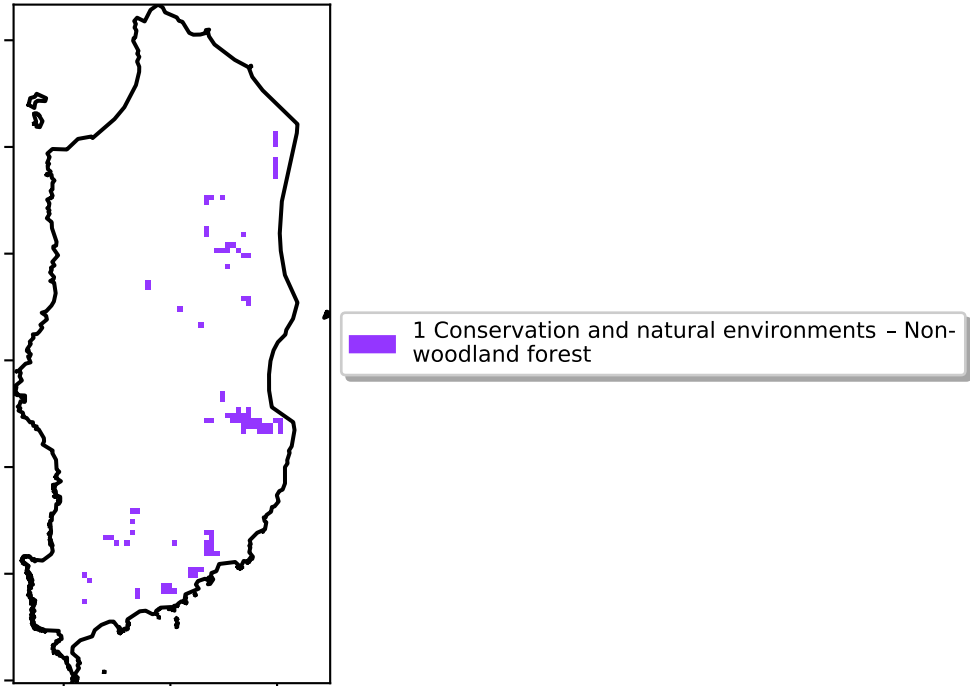 1 Conservation and natural environments – Non-
woodland forest